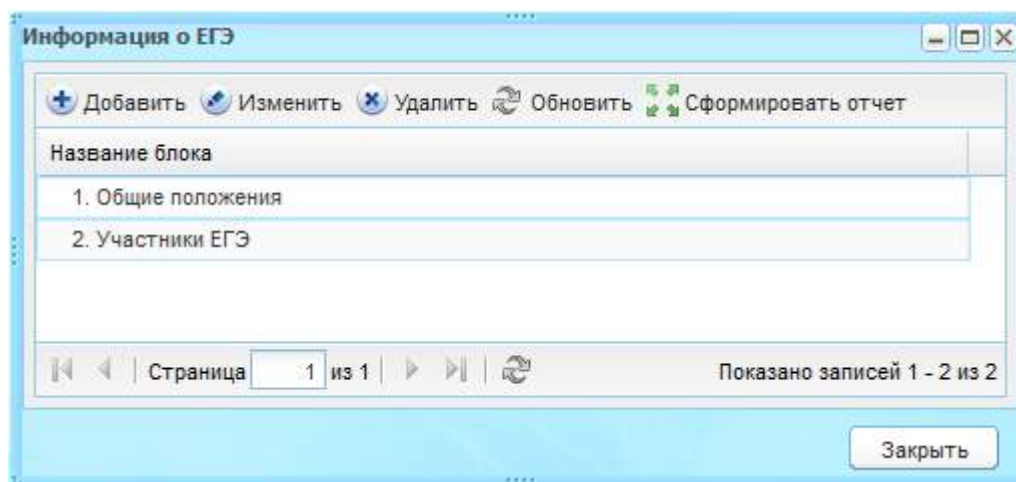 Информация о ЕГЭ
Добавить Изменить Удалить Обновить Сформировать отчет
Название блока
1. Общие положения
2. Участники ЕГЭ
Страница 1 из 1 Показано записей 1 - 2 из 2
Закрыть